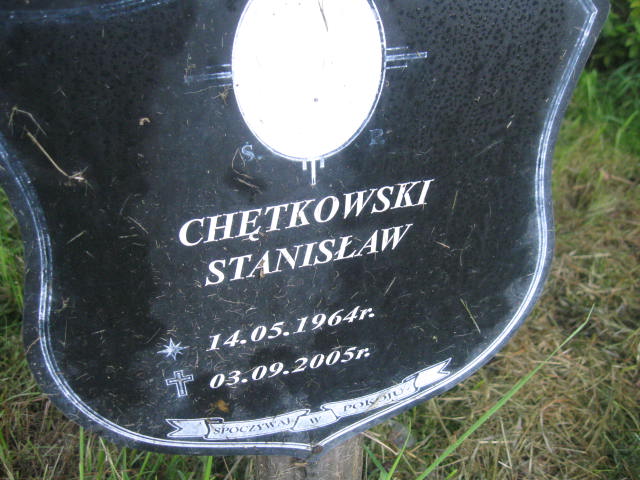 Ś. P.
CHĘTKOWSKI
STANISŁAW
14.05.1964r.
03.09.2005r.
SPOCZYWAJ W POKOJU